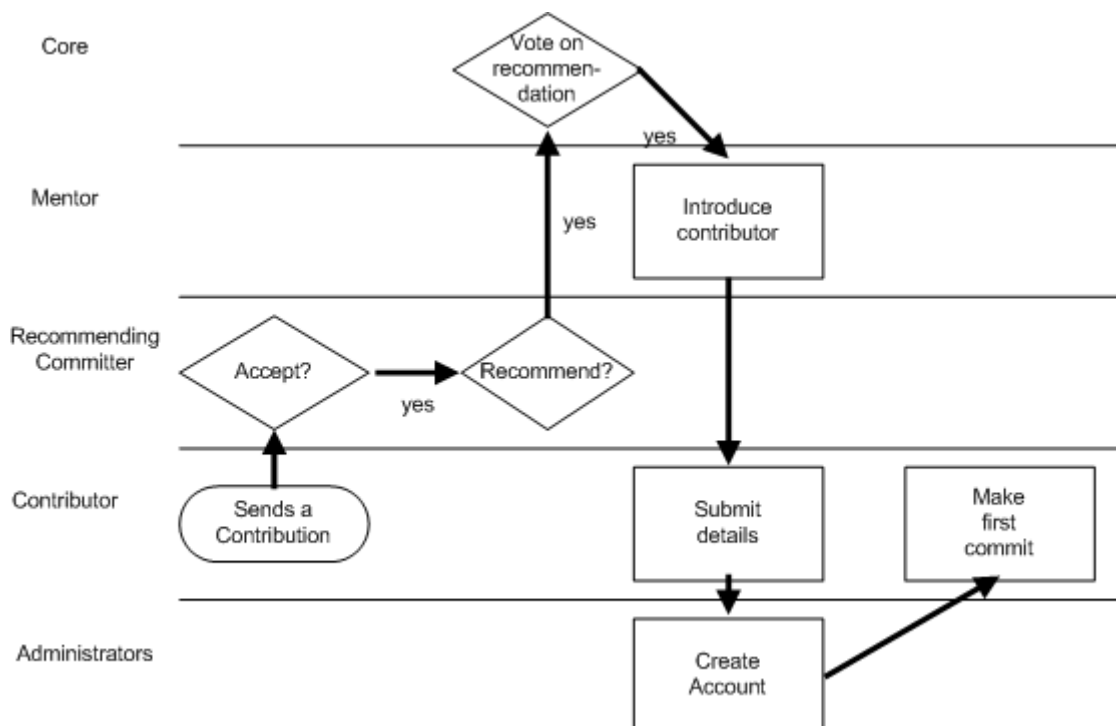 Core
Vote on
recommen-
dation
yes
Mentor
Introduce
contributor
yes
Recommending
Committer
Accept?
yes
Recommend?
Contributor
Sends a
Contribution
Submit
details
Make
first
commit
Administrators
Create
Account